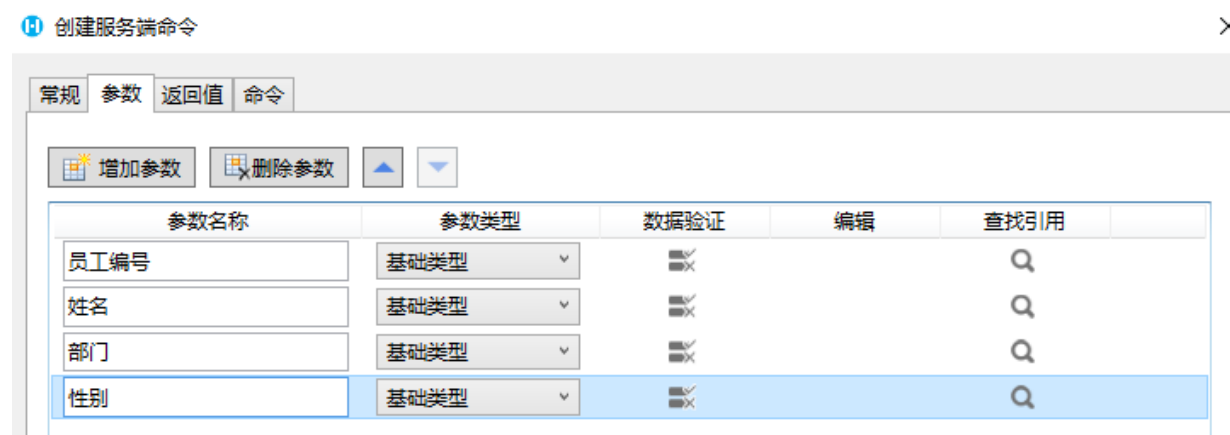 创建服务端命令
常规 参数 返回值 命令
增加参数 删除参数
参数名称 参数类型 数据验证 编辑 查找引用
员工编号 基础类型
姓名 基础类型
部门 基础类型
性别 基础类型